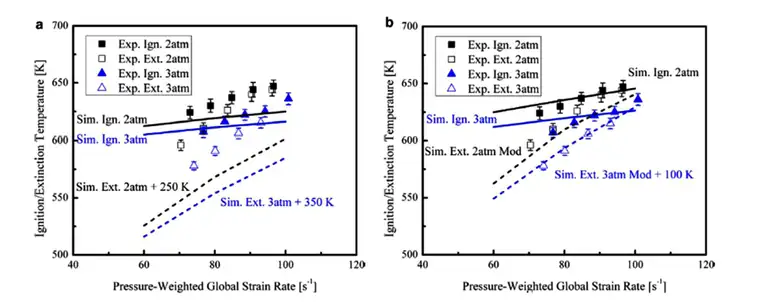 a
Ignition/Extinction Temperature [K]
700
650
600
550
500
Exp. Ign. 2atm
Exp. Ext. 2atm
Exp. Ign. 3atm
Exp. Ext. 3atm
Sim. Ign. 2atm
Sim. Ign. 3atm
Sim. Ext. 2atm + 250 K
Sim. Ext. 3atm + 350 K
40 60 80 100 120
Pressure-Weighted Global Strain Rate [s⁻¹]
b
Ignition/Extinction Temperature [K]
700
650
600
550
500
Exp. Ign. 2atm
Exp. Ext. 2atm
Exp. Ign. 3atm
Exp. Ext. 3atm
Sim. Ign. 2atm
Sim. Ign. 3atm
Sim. Ext. 2atm Mod
Sim. Ext. 3atm Mod + 100 K
40 60 80 100 120
Pressure-Weighted Global Strain Rate [s⁻¹]